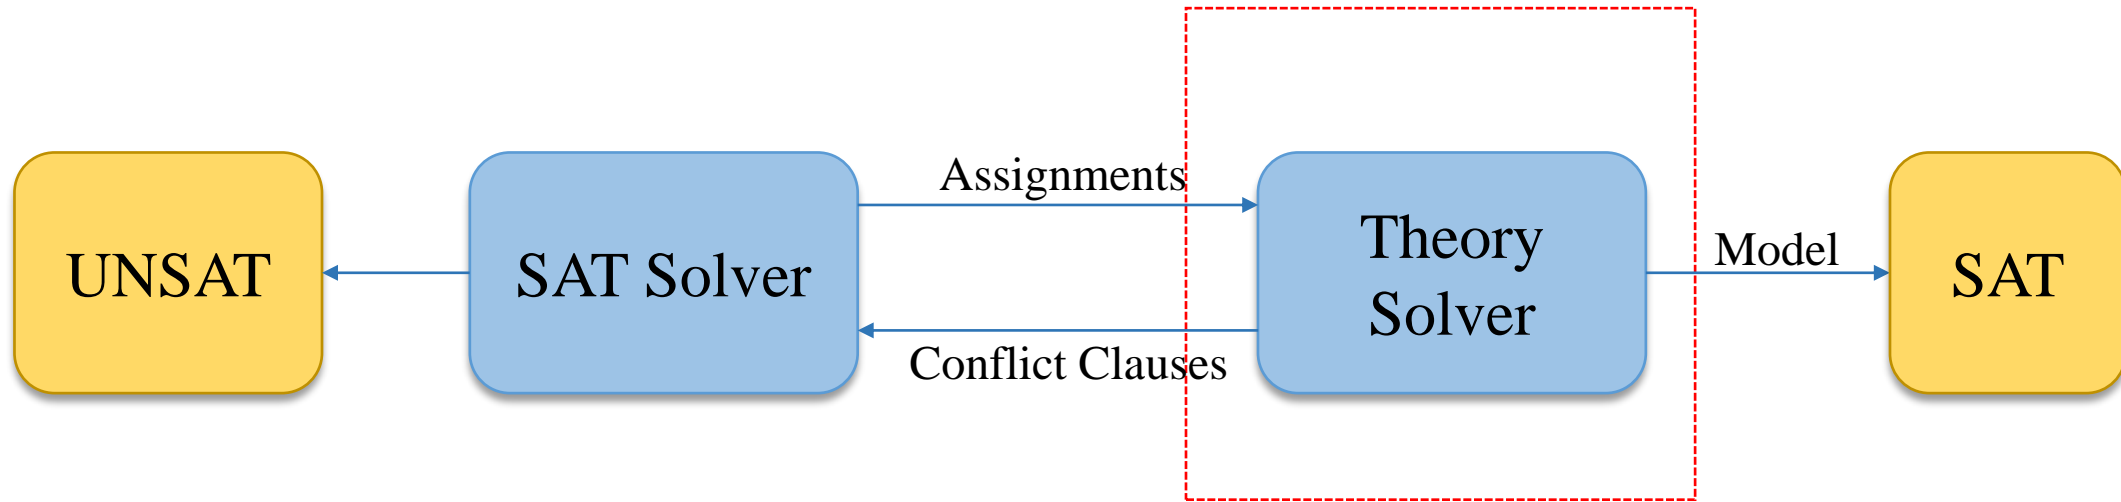 UNSAT
SAT Solver
Assignments
Conflict Clauses
Theory
Solver
Model
SAT